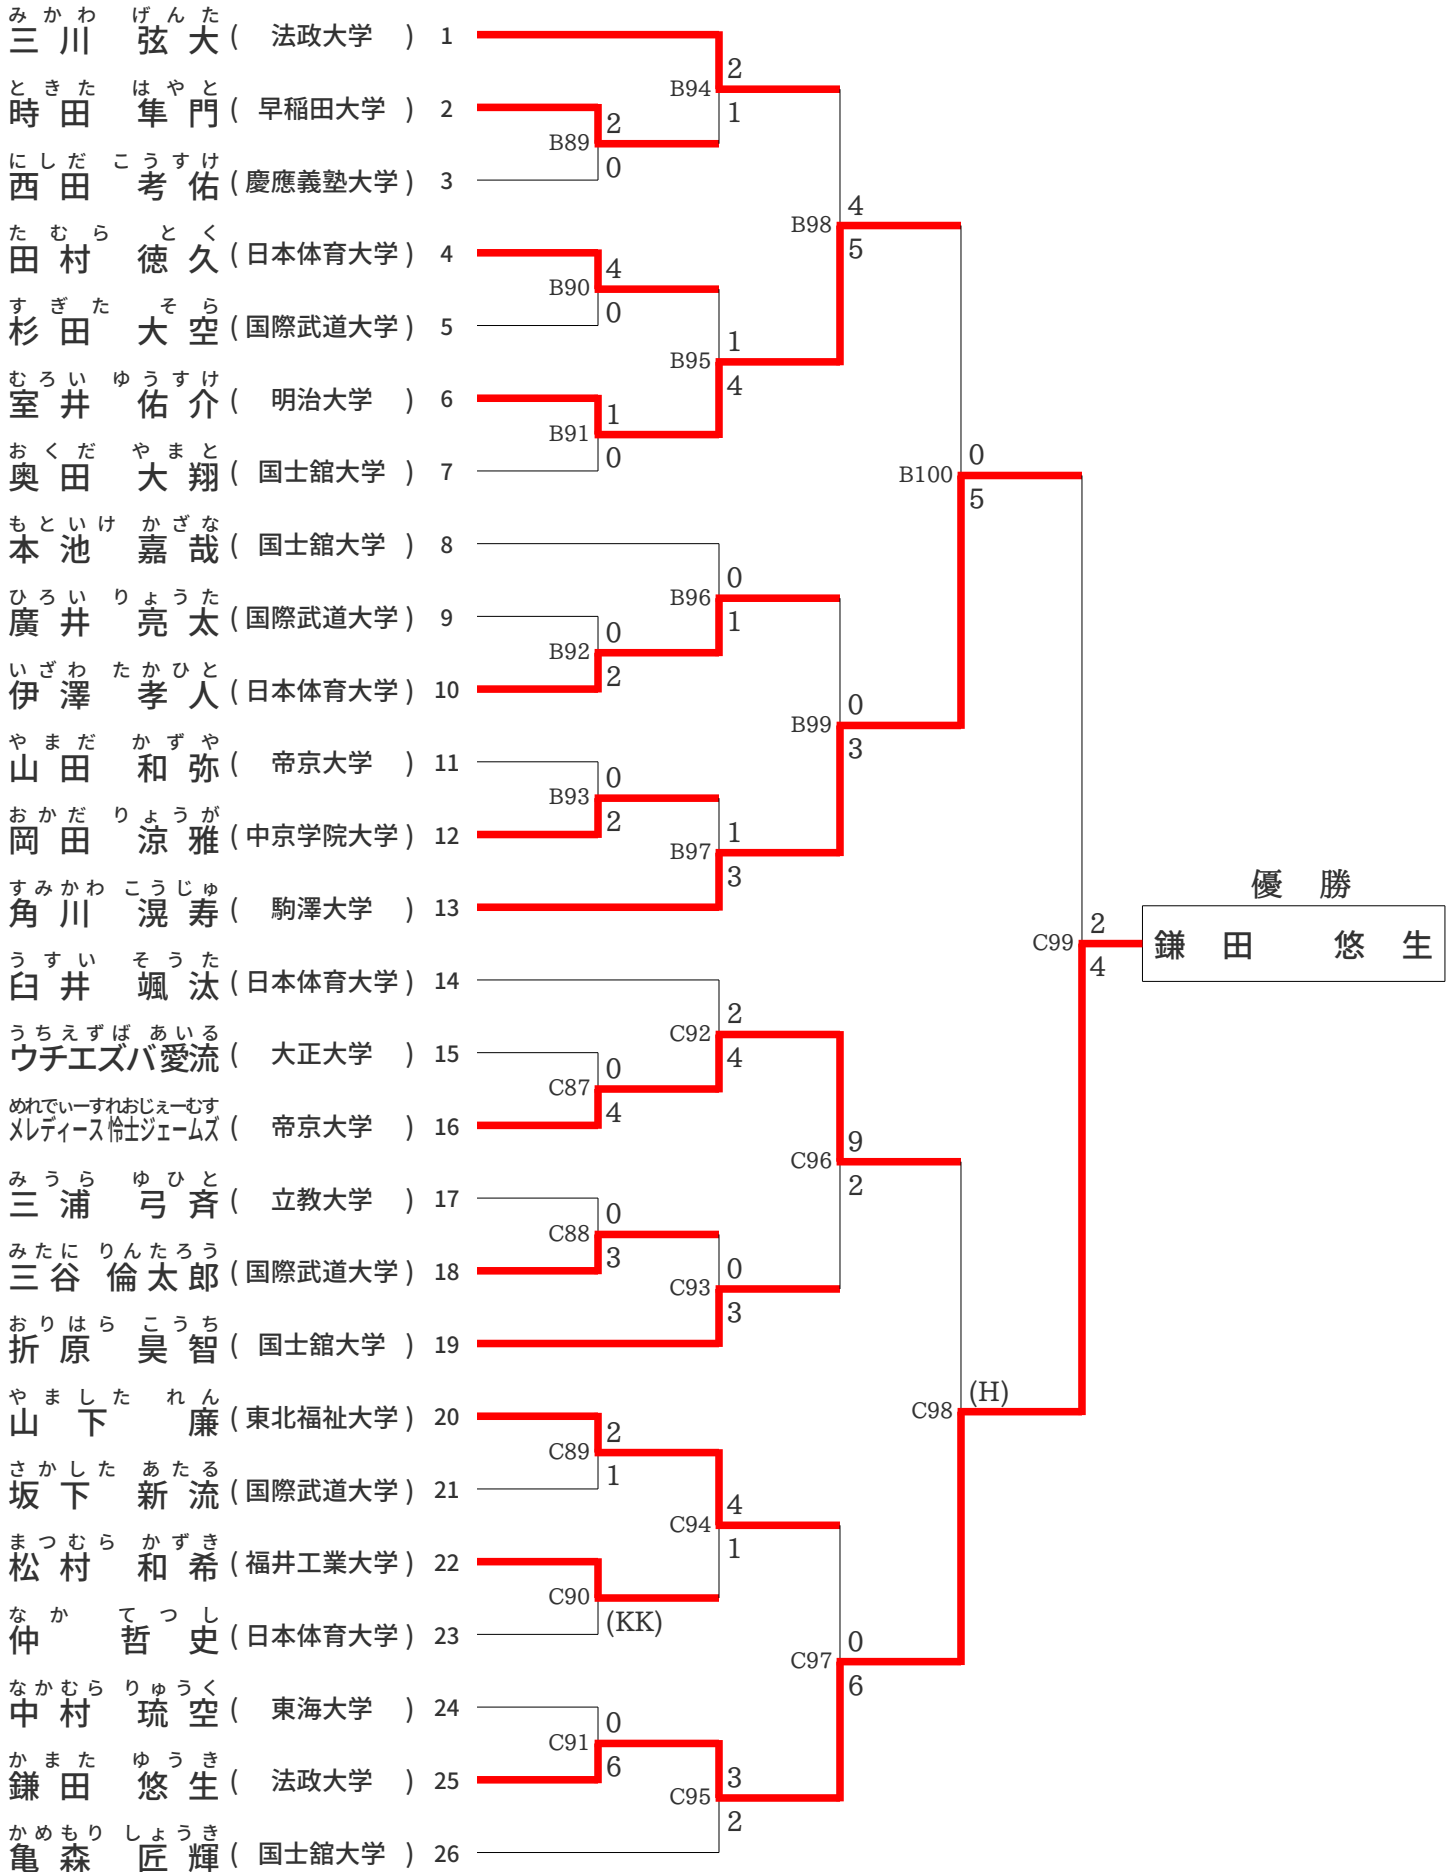 みかわ げんた
三川 弦大 ( 法政大学 ) 1
2
B94
1
ときた はやと
時田 隼門 ( 早稲田大学 ) 2
2
B89
0
にしだ こうすけ
西田 考佑 ( 慶應義塾大学 ) 3
4
B98
5
たむら とく
田村 徳久 ( 日本体育大学 ) 4
4
B90
0
すぎた そら
杉田 大空 ( 国際武道大学 ) 5
1
B95
4
むろい ゆうすけ
室井 佑介 ( 明治大学 ) 6
1
B91
0
おくだ やまと
奥田 大翔 ( 国士舘大学 ) 7
0
B100
5
もといけ かざな
本池 嘉哉 ( 国士舘大学 ) 8
0
B96
1
ひろい りょうた
廣井 亮太 ( 国際武道大学 ) 9
0
B92
2
いざわ たかひと
伊澤 孝人 ( 日本体育大学 ) 10
0
B99
3
やまだ かずや
山田 和弥 ( 帝京大学 ) 11
0
B93
2
おかだ りょうが
岡田 涼雅 ( 中京学院大学 ) 12
1
B97
3
すみかわ こうじゅ
角川 滉寿 ( 駒澤大学 ) 13
優勝
2
C99
4
鎌田 悠生
うすい そうた
臼井 颯汰 ( 日本体育大学 ) 14
2
C92
4
うちえずば あいる
ウチエズバ愛流 ( 大正大学 ) 15
0
C87
4
めれでぃーすれおじぇーむす
メレディース怜士ジェームズ ( 帝京大学 ) 16
9
C96
2
みうら ゆひと
三浦 弓斉 ( 立教大学 ) 17
0
C88
3
みたに りんたろう
三谷 倫太郎 ( 国際武道大学 ) 18
0
C93
3
おりはら こうち
折原 昊智 ( 国士舘大学 ) 19
(H)
C98
やました れん
山下 廉 ( 東北福祉大学 ) 20
2
C89
1
さかした あたる
坂下 新流 ( 国際武道大学 ) 21
4
C94
1
まつむら かずき
松村 和希 ( 福井工業大学 ) 22
C90
(KK)
なか てつし
仲 哲史 ( 日本体育大学 ) 23
0
C97
6
なかむら りゅうく
中村 琉空 ( 東海大学 ) 24
0
C91
6
かまた ゆうき
鎌田 悠生 ( 法政大学 ) 25
3
C95
2
かめもり しょうき
亀森 匠輝 ( 国士舘大学 ) 26